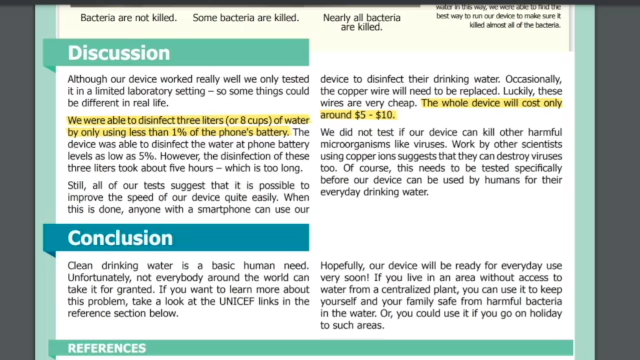 water in this way, we were able to find the
best way to run our device to make sure it
killed almost all of the bacteria.
Bacteria are not killed.
Some bacteria are killed.
Nearly all bacteria
are killed.
Discussion
Although our device worked really well we only tested
it in a limited laboratory setting – so some things could
be different in real life.
We were able to disinfect three liters (or 8 cups) of water
by only using less than 1% of the phone's battery. The
device was able to disinfect the water at phone battery
levels as low as 5%. However, the disinfection of these
three liters took about five hours – which is too long.
Still, all of our tests suggest that it is possible to
improve the speed of our device quite easily. When
this is done, anyone with a smartphone can use our
device to disinfect their drinking water. Occasionally,
the copper wire will need to be replaced. Luckily, these
wires are very cheap. The whole device will cost only
around $5 - $10.
We did not test if our device can kill other harmful
microorganisms like viruses. Work by other scientists
using copper ions suggests that they can destroy viruses
too. Of course, this needs to be tested specifically
before our device can be used by humans for their
everyday drinking water.
Conclusion
Clean drinking water is a basic human need.
Unfortunately, not everybody around the world can
take it for granted. If you want to learn more about
this problem, take a look at the UNICEF links in the
reference section below.
Hopefully, our device will be ready for everyday use
very soon! If you live in an area without access to
water from a centralized plant, you can use it to keep
yourself and your family safe from harmful bacteria
in the water. Or, you could use it if you go on holiday
to such areas.
REFERENCES